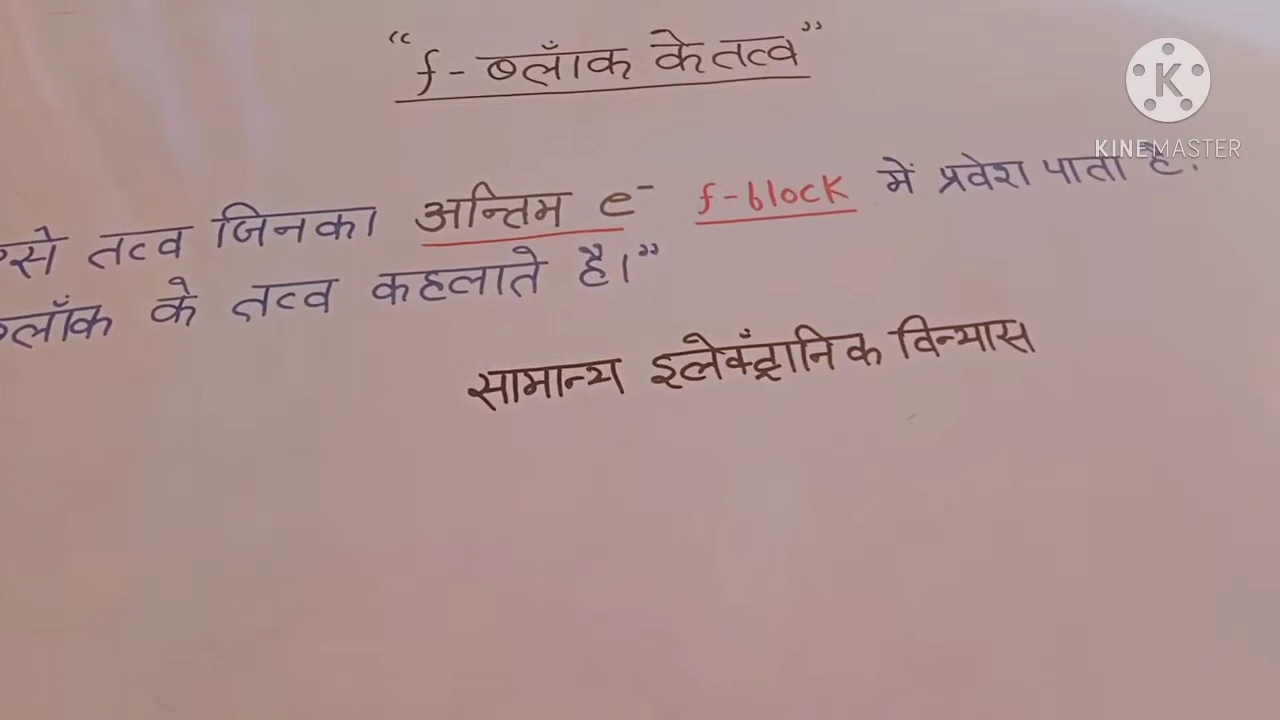 “f - ब्लॉक के तत्व”
K
KINEMASTER
तत्व जिनका अन्तिम e⁻ f-block में प्रवेश पाता है.
के तत्व कहलाते है।”
सामान्य इलेक्ट्रॉनिक विन्यास